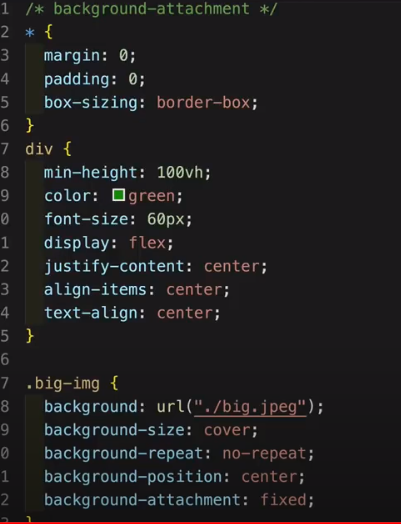 1 /* background-attachment */
2 * {
3 margin: 0;
4 padding: 0;
5 box-sizing: border-box;
6 }
7 div {
8 min-height: 100vh;
9 color: green;
0 font-size: 60px;
1 display: flex;
2 justify-content: center;
3 align-items: center;
4 text-align: center;
5 }
6
7 .big-img {
8 background: url("./big.jpeg");
9 background-size: cover;
0 background-repeat: no-repeat;
1 background-position: center;
2 background-attachment: fixed;
3 }